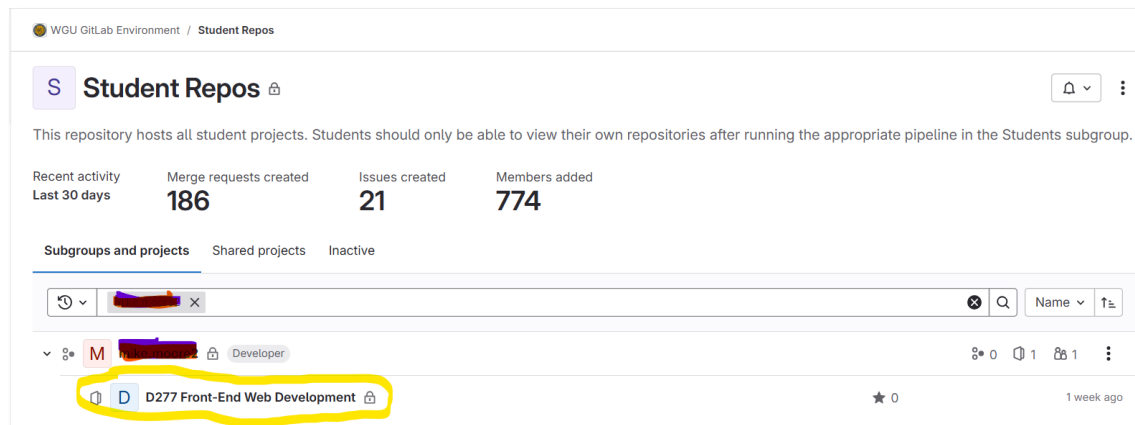 WGU GitLab Environment / Student Repos
S Student Repos
This repository hosts all student projects. Students should only be able to view their own repositories after running the appropriate pipeline in the Students subgroup.
Recent activity
Last 30 days
Merge requests created
186
Issues created
21
Members added
774
Subgroups and projects Shared projects Inactive
Name
M Developer 0 1 1
D D277 Front-End Web Development 0 1 week ago